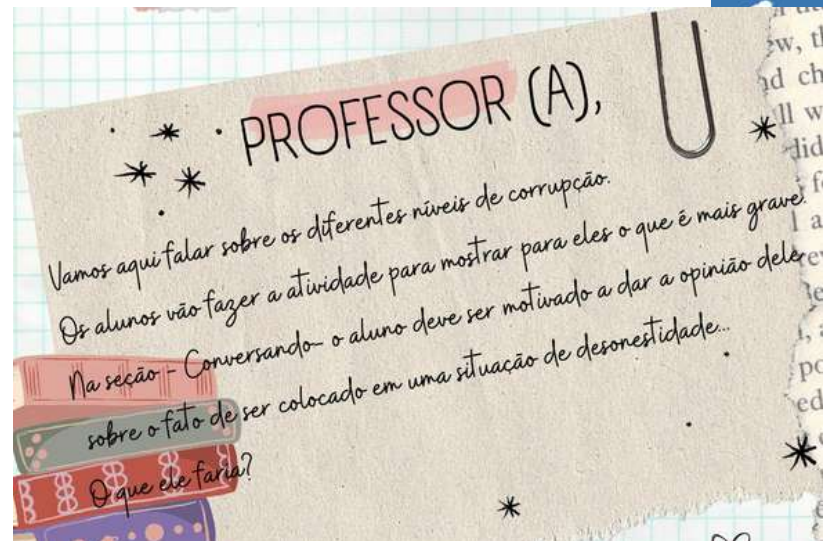 PROFESSOR (A),
Vamos aqui falar sobre os diferentes níveis de corrupção.
Os alunos vão fazer a atividade para mostrar para eles o que é mais grave.
Na seção - Conversando- o aluno deve ser motivado a dar a opinião dele
sobre o fato de ser colocado em uma situação de desonestidade...
O que ele faria?